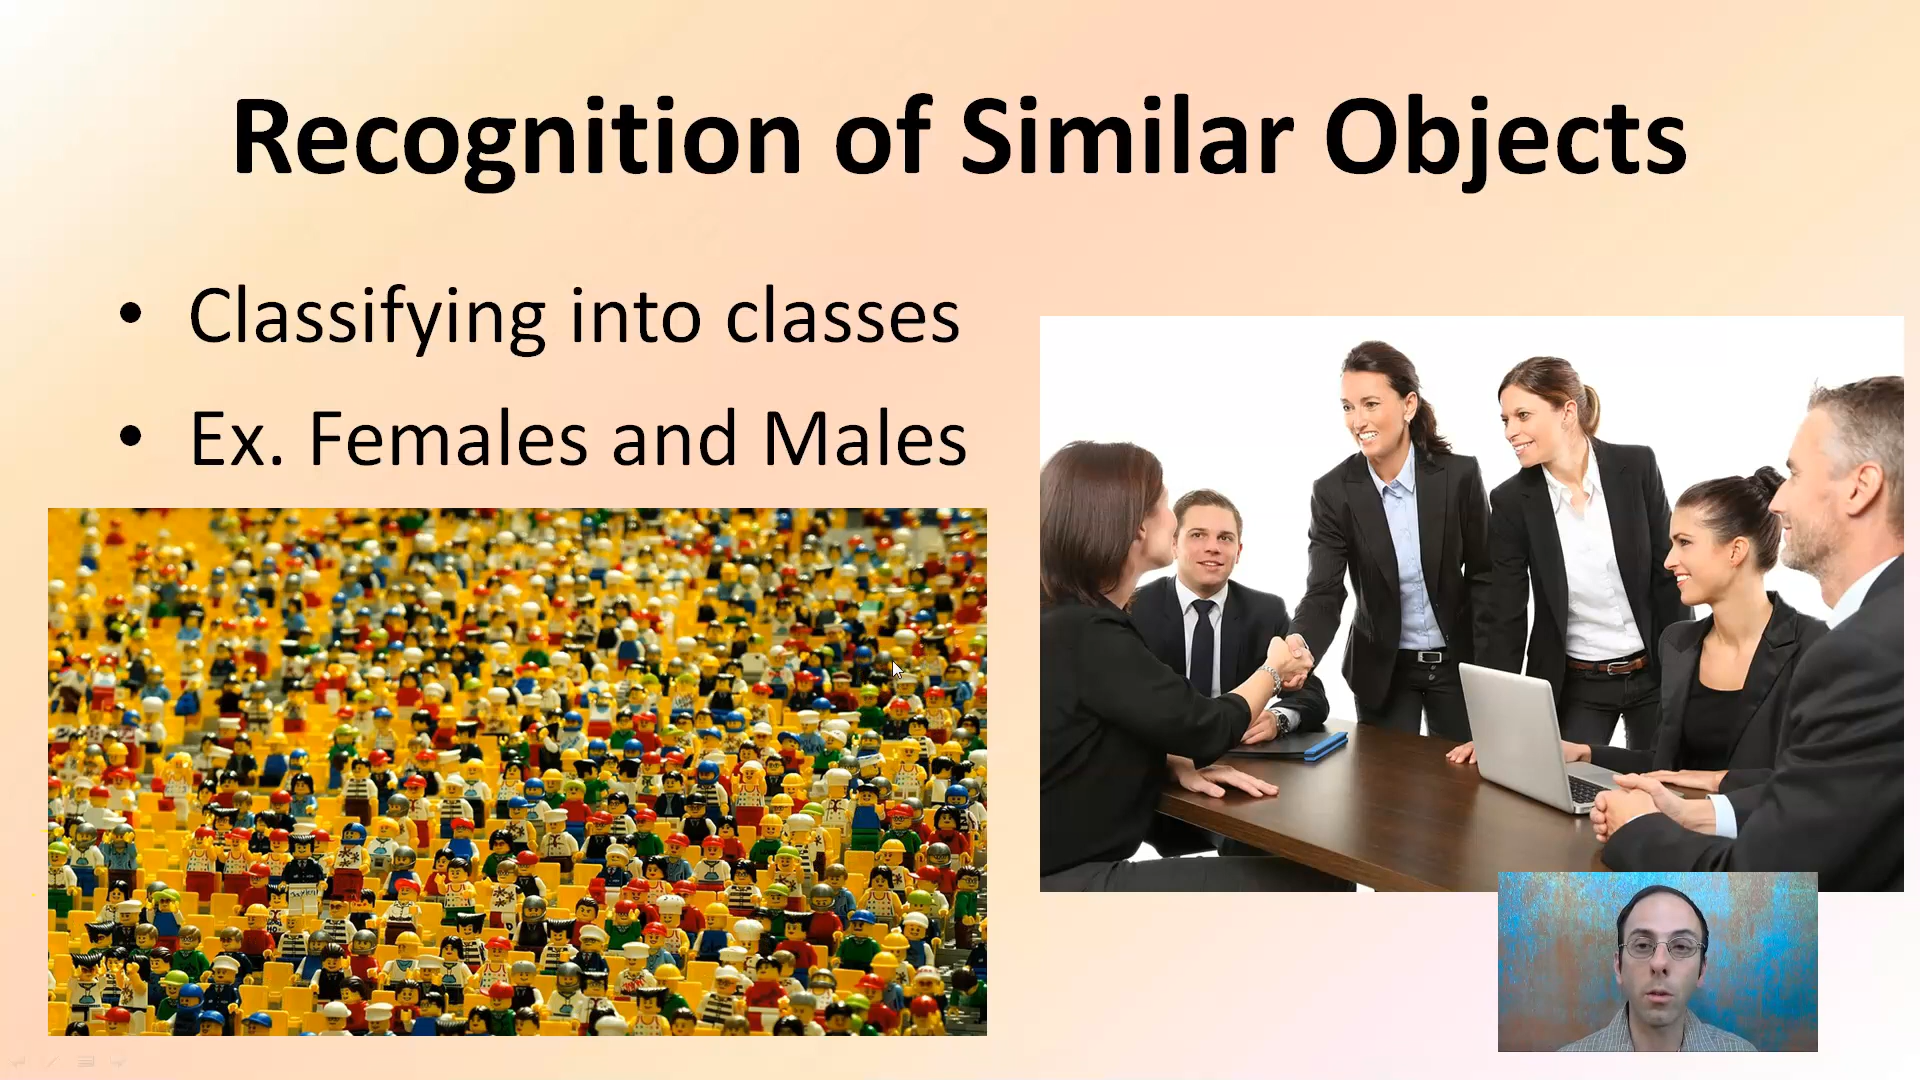 Recognition of Similar Objects
• Classifying into classes
• Ex. Females and Males